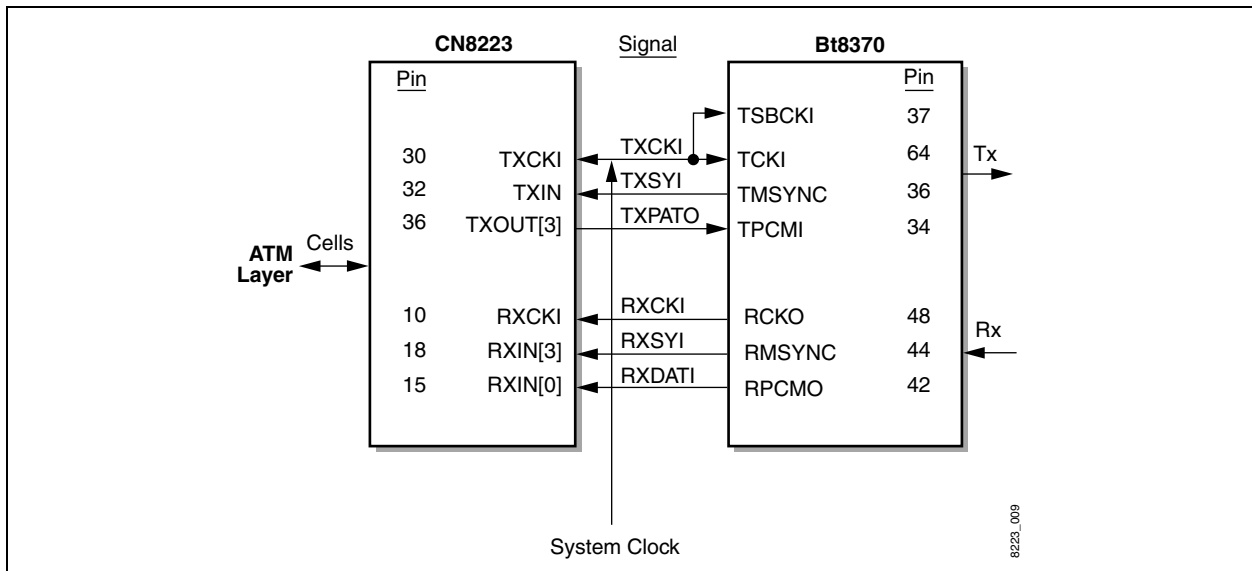 CN8223 Signal Bt8370
Pin Pin
TSBCKI 37
30 TXCKI TXCKI TCKI 64 Tx
32 TXIN TXSYI TMSYNC 36
36 TXOUT[3] TXPATO TPCMI 34
ATM Layer Cells
10 RXCKI RXCKI RCKO 48 Rx
18 RXIN[3] RXSYI RMSYNC 44
15 RXIN[0] RXDATI RPCMO 42
System Clock
8223_009